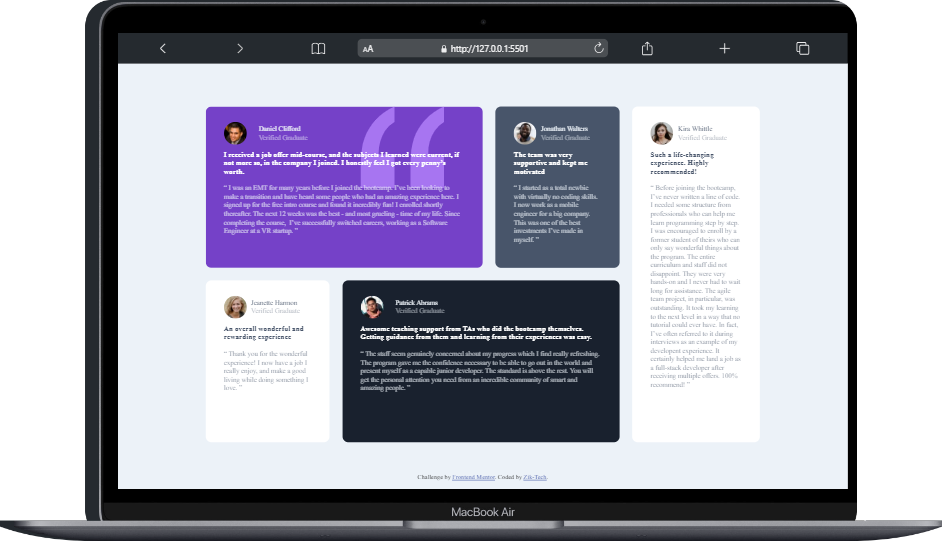 AA
http://127.0.0.1:5501
Daniel Clifford
Verified Graduate
I received a job offer mid-course, and the subjects I learned were current, if
not more so, in the company I joined. I honestly feel I got every penny's
worth.
“ I was an EMT for many years before I joined the bootcamp. I've been looking to
make a transition and have heard some people who had an amazing experience here. I
signed up for the free intro course and found it incredibly fun! I enrolled shortly
thereafter. The next 12 weeks was the best - and most grueling - time of my life. Since
completing the course, I've successfully switched careers, working as a Software
Engineer at a VR startup. ”
Jonathan Walters
Verified Graduate
The team was very
supportive and kept me
motivated
“ I started as a total newbie
with virtually no coding skills.
I now work as a mobile
engineer for a big company.
This was one of the best
investments I've made in
myself. ”
Kira Whittle
Verified Graduate
Such a life-changing
experience. Highly
recommended!
“ Before joining the bootcamp,
I've never written a line of code.
I needed some structure from
professionals who can help me
learn programming step by step.
I was encouraged to enroll by a
former student of theirs who can
only say wonderful things about
the program. The entire
curriculum and staff did not
disappoint. They were very
hands-on and I never had to wait
long for assistance. The agile
team project, in particular, was
outstanding. It took my learning
to the next level in a way that no
tutorial could ever have. In fact,
I've often referred to it during
interviews as an example of my
developent experience. It
certainly helped me land a job as
a full-stack developer after
receiving multiple offers. 100%
recommend! ”
Jeanette Harmon
Verified Graduate
An overall wonderful and
rewarding experience
“ Thank you for the wonderful
experience! I now have a job I
really enjoy, and make a good
living while doing something I
love. ”
Patrick Abrams
Verified Graduate
Awesome teaching support from TAs who did the bootcamp themselves.
Getting guidance from them and learning from their experiences was easy.
“ The staff seem genuinely concerned about my progress which I find really refreshing.
The program gave me the confidence necessary to be able to go out in the world and
present myself as a capable junior developer. The standard is above the rest. You will
get the personal attention you need from an incredible community of smart and
amazing people. ”
Challenge by Frontend Mentor. Coded by Zik-Tech.
MacBook Air